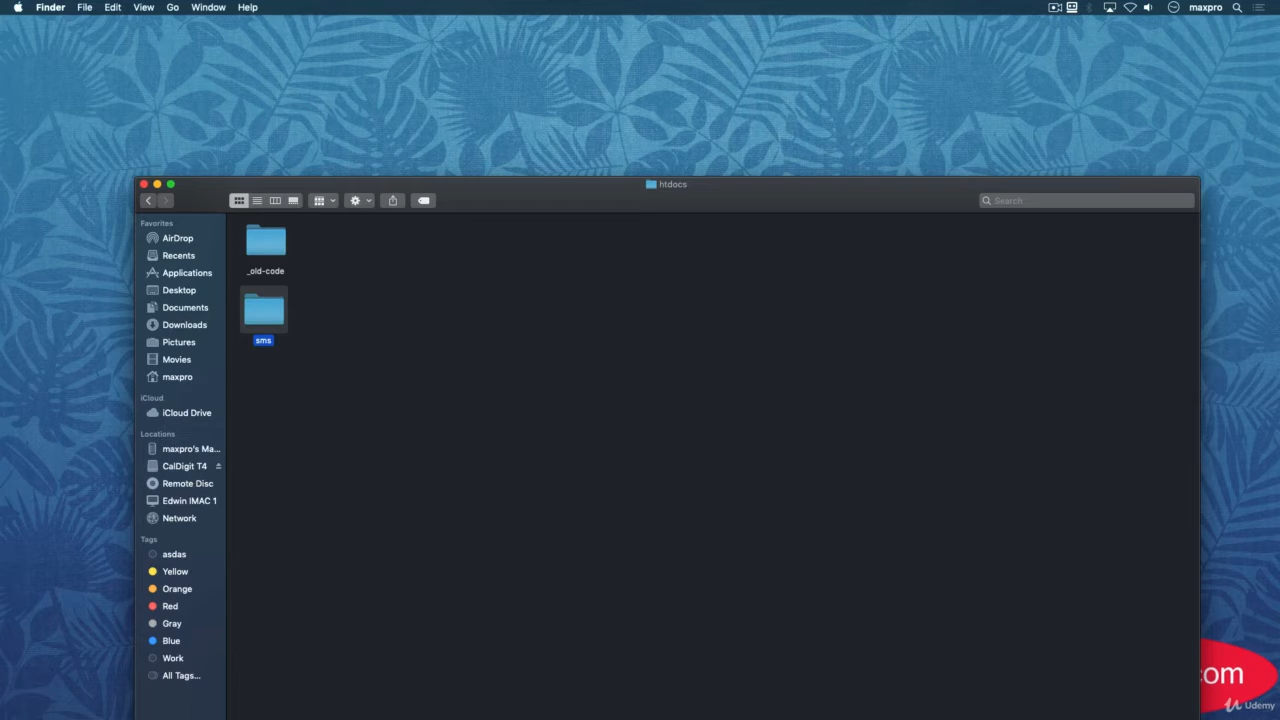 Finder File Edit View Go Window Help maxpro
htdocs
Search
Favorites
AirDrop
Recents
Applications
Desktop
Documents
Downloads
Pictures
Movies
maxpro
iCloud
iCloud Drive
Locations
maxpro's Ma...
CalDigit T4
Remote Disc
Edwin IMAC 1
Network
Tags
asdas
Yellow
Orange
Red
Gray
Blue
Work
All Tags...
_old-code
sms
com
Udemy